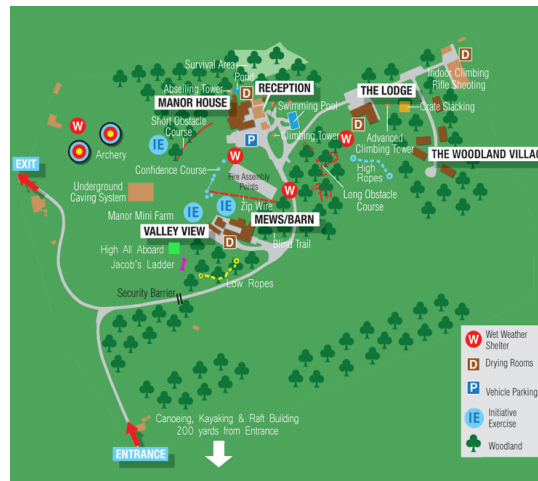 Survival Area
Pond
Abseiling Tower
D
RECEPTION
MANOR HOUSE
Swimming Pool
THE LODGE
D
Indoor Climbing
Rifle Shooting
Crate Stacking
Short Obstacle
Course
W
Archery
IE
P
Climbing Tower
D
W
Advanced
Climbing Tower
THE WOODLAND VILLAG
EXIT
Confidence Course
W
Fire Assembly
Points
High
Ropes
Underground
Caving System
W
Long Obstacle
Course
Manor Mini Farm
IE
IE
Zip Wire
MEWS/BARN
VALLEY VIEW
D
Blind Trail
High All Aboard
Jacob's Ladder
Low Ropes
Security Barrier
W
Wet Weather
Shelter
D
Drying Rooms
P
Vehicle Parking
IE
Initiative
Exercise
Woodland
Canoeing, Kayaking & Raft Building
200 yards from Entrance
ENTRANCE